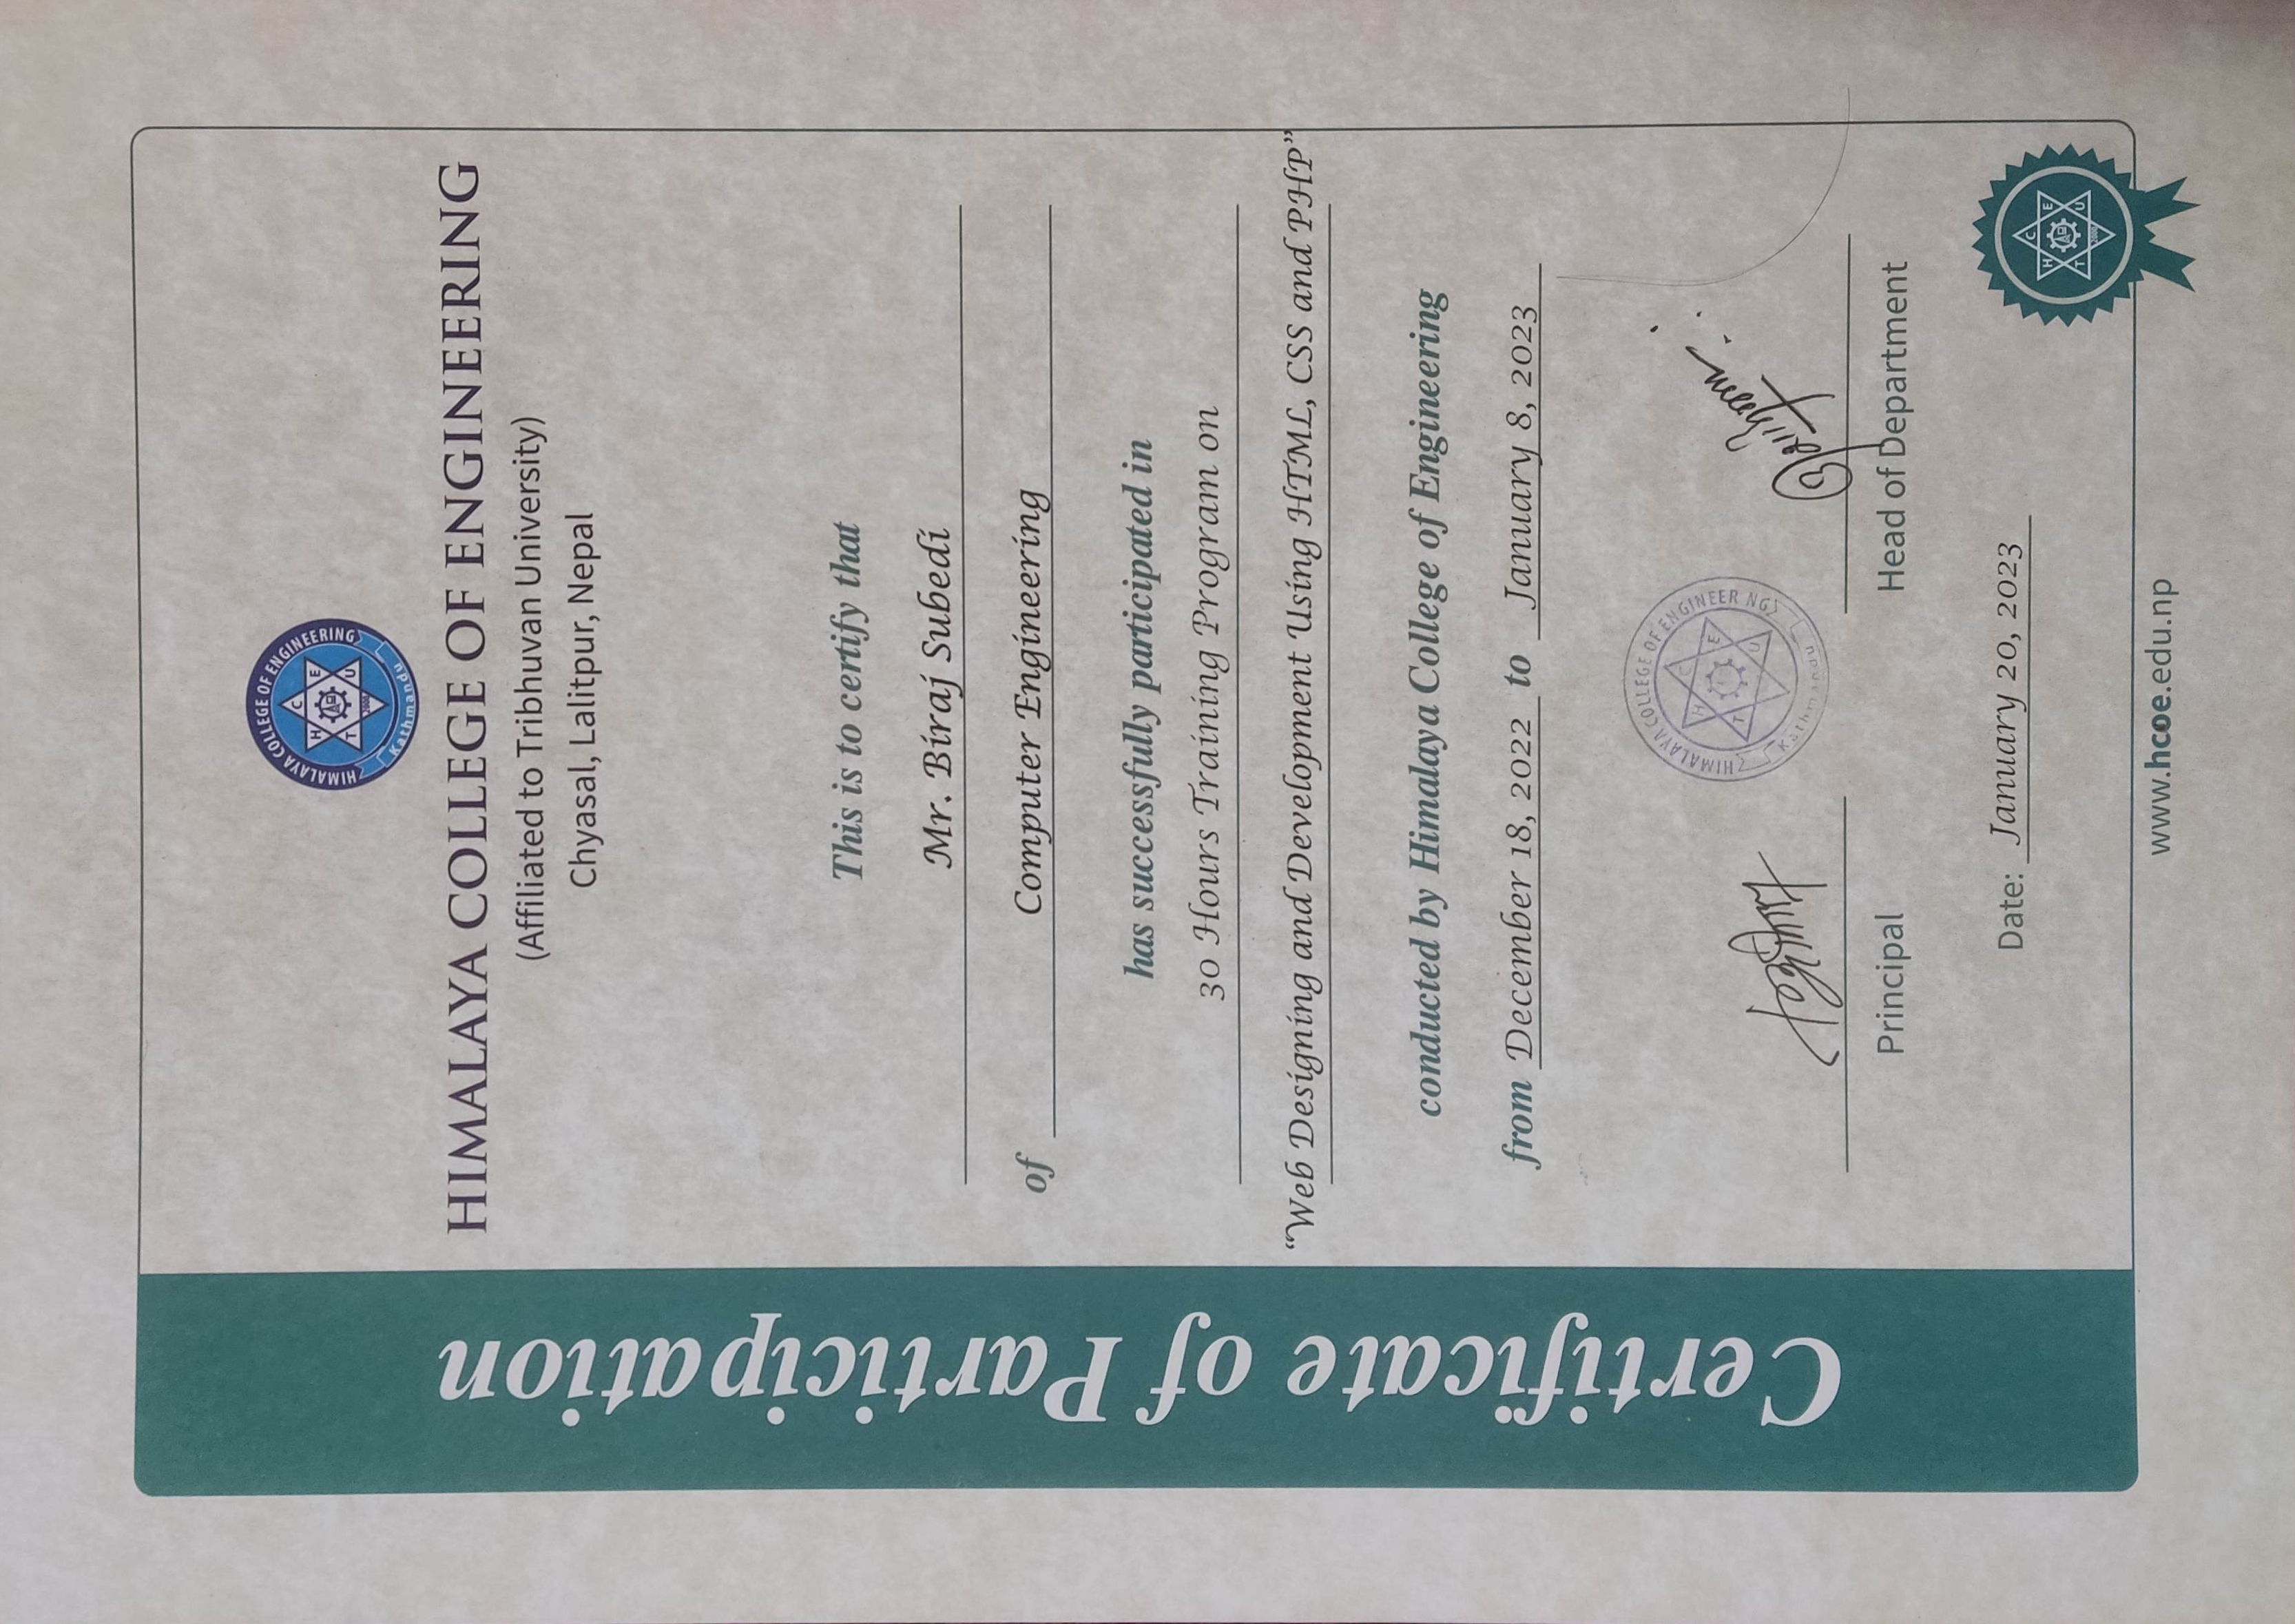 Certificate of Participation
HIMALAYA COLLEGE OF ENGINEERING
H C E T U
2000
Kathmandu
HIMALAYA COLLEGE OF ENGINEERING
(Affiliated to Tribhuvan University)
Chyasal, Lalitpur, Nepal
This is to certify that
Mr. Biraj Subedi
of Computer Engineering
has successfully participated in
30 Hours Training Program on
“Web Designing and Development Using HTML, CSS and PHP”
conducted by Himalaya College of Engineering
from December 18, 2022 to January 8, 2023
HIMALAYA COLLEGE OF ENGINEER NG
H C E T U
Kathmandu
Principal
Head of Department
Date: January 20, 2023
H C E T U
2000
www.hcoe.edu.np